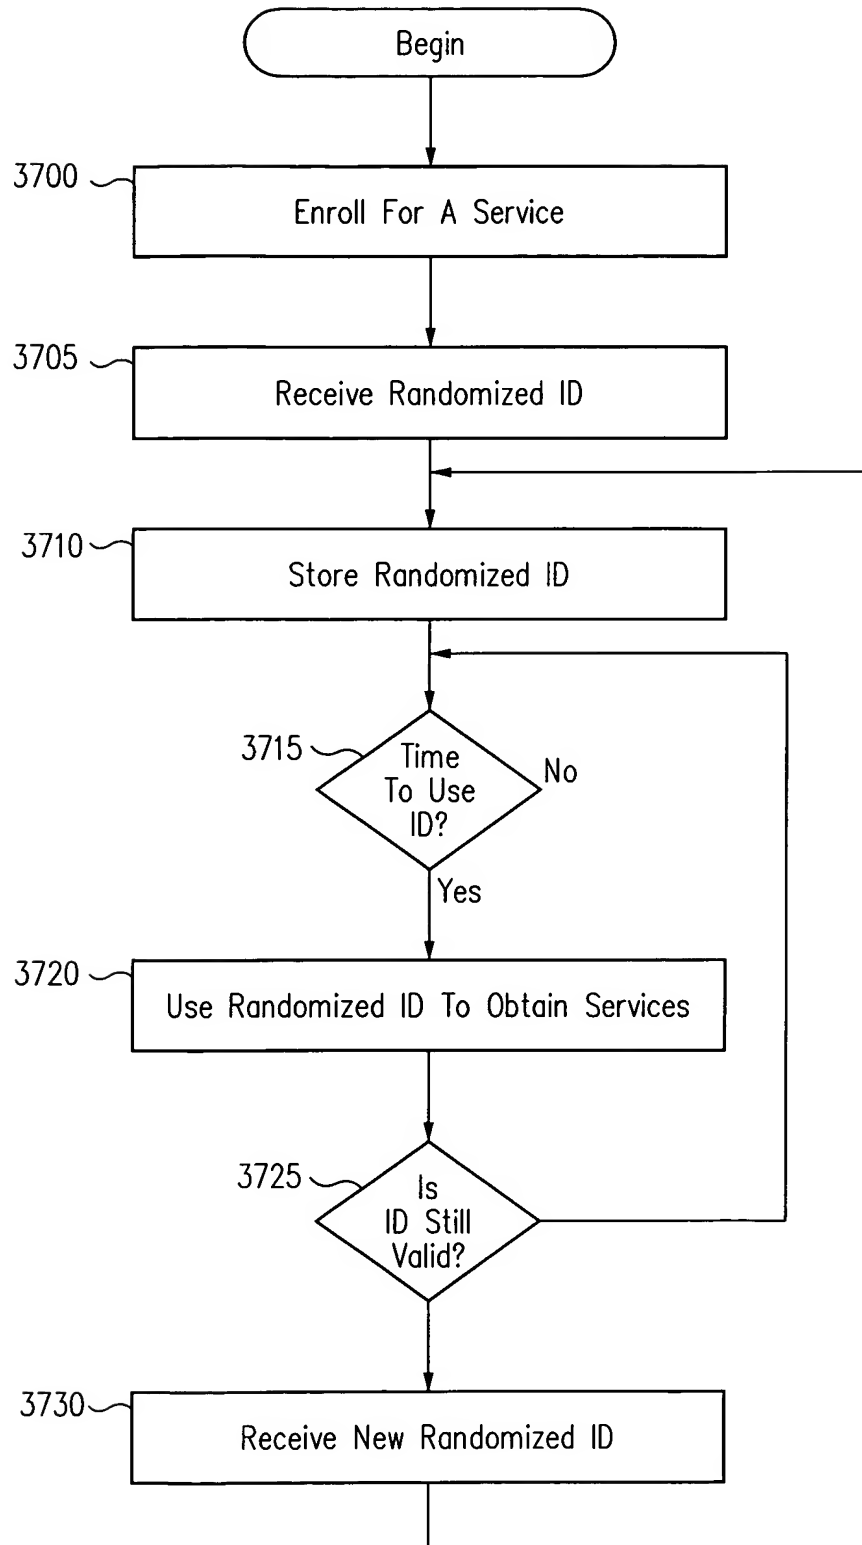 Begin
3700
Enroll For A Service
3705
Receive Randomized ID
3710
Store Randomized ID
3715
Time
To Use
ID?
No
Yes
3720
Use Randomized ID To Obtain Services
3725
Is
ID Still
Valid?
3730
Receive New Randomized ID